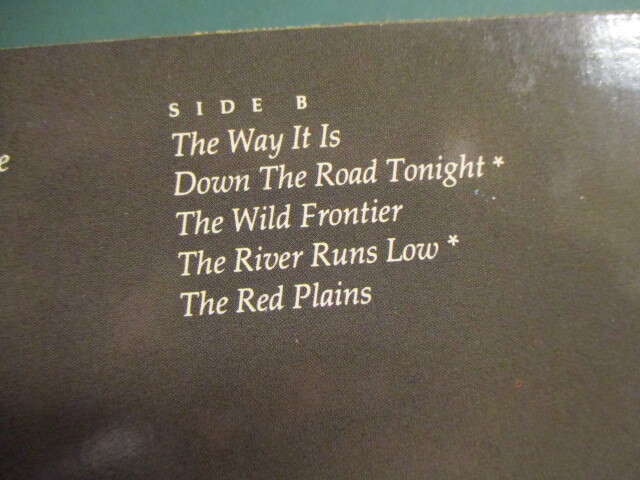 SIDE B
The Way It Is
Down The Road Tonight *
The Wild Frontier
The River Runs Low *
The Red Plains